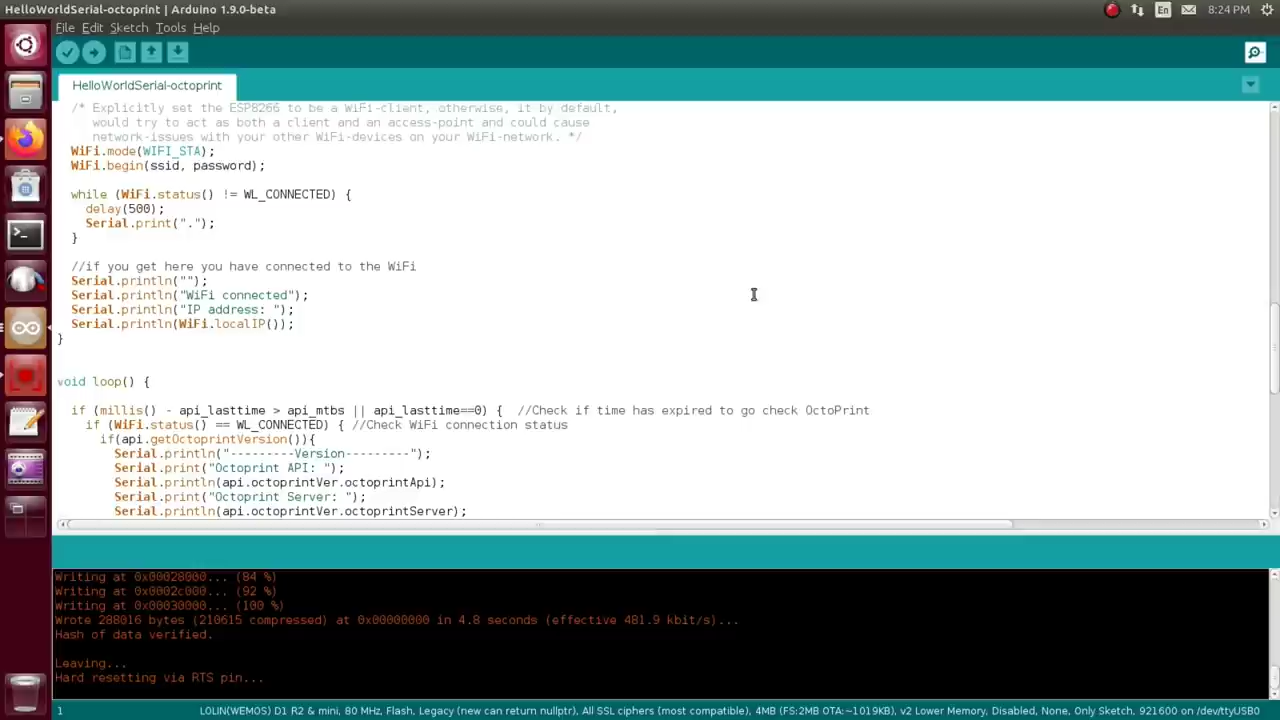 HelloWorldSerial-octoprint | Arduino 1.9.0-beta
En
8:24 PM
File Edit Sketch Tools Help
HelloWorldSerial-octoprint
/* Explicitly set the ESP8266 to be a WiFi-client, otherwise, it by default,
would try to act as both a client and an access-point and could cause
network-issues with your other WiFi-devices on your WiFi-network. */
WiFi.mode(WIFI_STA);
WiFi.begin(ssid, password);
while (WiFi.status() != WL_CONNECTED) {
delay(500);
Serial.print(".");
}
//if you get here you have connected to the WiFi
Serial.println("");
Serial.println("WiFi connected");
Serial.println("IP address: ");
Serial.println(WiFi.localIP());
}
void loop() {
if (millis() - api_lasttime > api_mtbs || api_lasttime==0) {  //Check if time has expired to go check OctoPrint
if (WiFi.status() == WL_CONNECTED) { //Check WiFi connection status
if(api.getOctoprintVersion()){
Serial.println("---------Version---------");
Serial.print("Octoprint API: ");
Serial.println(api.octoprintVer.octoprintApi);
Serial.print("Octoprint Server: ");
Serial.println(api.octoprintVer.octoprintServer);
Writing at 0x00028000... (84 %)
Writing at 0x0002c000... (92 %)
Writing at 0x00030000... (100 %)
Wrote 288016 bytes (210615 compressed) at 0x00000000 in 4.8 seconds (effective 481.9 kbit/s)...
Hash of data verified.
Leaving...
Hard resetting via RTS pin...
1
LOLIN(WEMOS) D1 R2 & mini, 80 MHz, Flash, Legacy (new can return nullptr), All SSL ciphers (most compatible), 4MB (FS:2MB OTA:~1019KB), v2 Lower Memory, Disabled, None, Only Sketch, 921600 on /dev/ttyUSB0